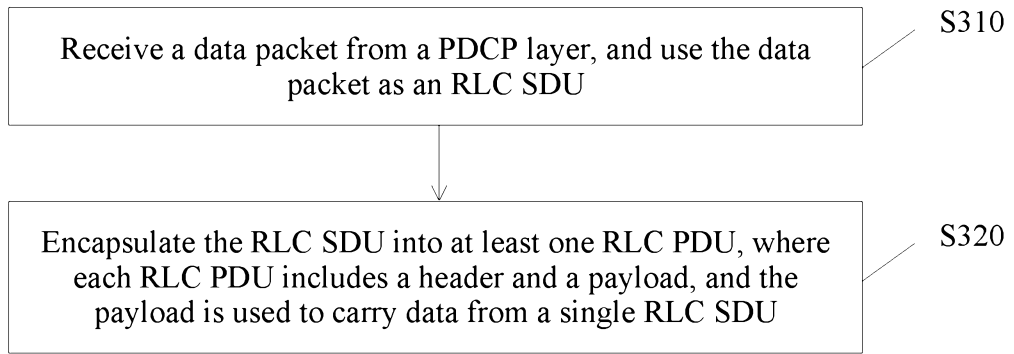 S310
Receive a data packet from a PDCP layer, and use the data
packet as an RLC SDU
S320
Encapsulate the RLC SDU into at least one RLC PDU, where
each RLC PDU includes a header and a payload, and the
payload is used to carry data from a single RLC SDU